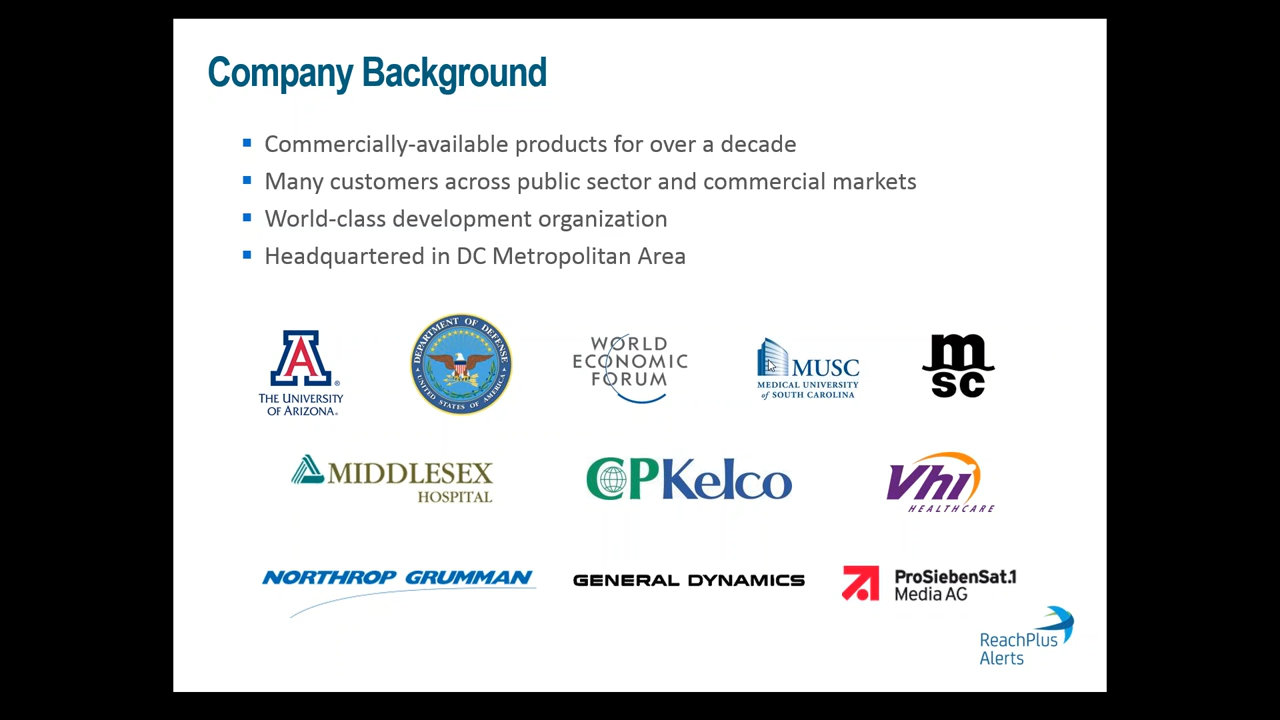 Company Background
Commercially-available products for over a decade
Many customers across public sector and commercial markets
World-class development organization
Headquartered in DC Metropolitan Area
A
THE UNIVERSITY
OF ARIZONA
DEPARTMENT OF DEFENSE
UNITED STATES OF AMERICA
WORLD
ECONOMIC
FORUM
MUSC
MEDICAL UNIVERSITY
of SOUTH CAROLINA
m
sc
MIDDLESEX
HOSPITAL
CPKelco
Vhi
HEALTHCARE
NORTHROP GRUMMAN
GENERAL DYNAMICS
ProSiebenSat.1
Media AG
ReachPlus
Alerts